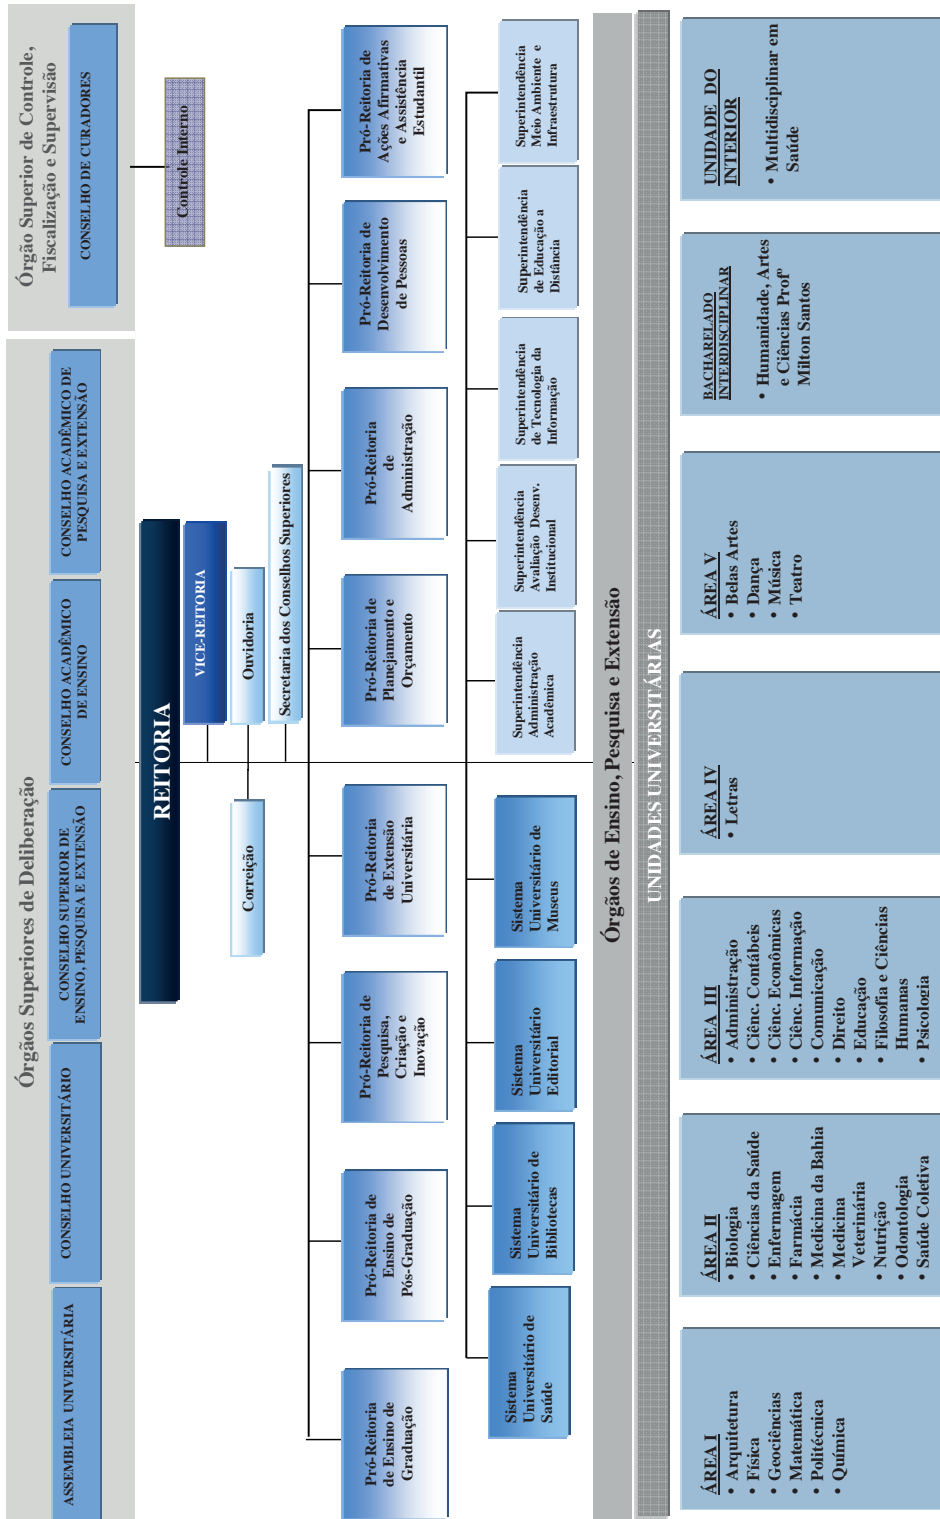 Órgãos Superiores de Deliberação
Órgão Superior de Controle,
Fiscalização e Supervisão
ASSEMBLEIA UNIVERSITÁRIA
CONSELHO UNIVERSITÁRIO
CONSELHO SUPERIOR DE
ENSINO, PESQUISA E EXTENSÃO
CONSELHO ACADÊMICO
DE ENSINO
CONSELHO ACADÊMICO DE
PESQUISA E EXTENSÃO
CONSELHO DE CURADORES
REITORIA
Controle Interno
VICE-REITORIA
Correição
Ouvidoria
Secretaria dos Conselhos Superiores
Pró-Reitoria
de Ensino de
Graduação
Pró-Reitoria de
Ensino de
Pós-Graduação
Pró-Reitoria de
Pesquisa,
Criação e
Inovação
Pró-Reitoria
de Extensão
Universitária
Pró-Reitoria de
Planejamento e
Orçamento
Pró-Reitoria
de
Administração
Pró-Reitoria de
Desenvolvimento
de Pessoas
Pró-Reitoria de
Ações Afirmativas
e Assistência
Estudantil
Sistema
Universitário de
Saúde
Sistema
Universitário de
Bibliotecas
Sistema
Universitário
Editorial
Sistema
Universitário de
Museus
Superintendência
Administração
Acadêmica
Superintendência
Avaliação Desenv.
Institucional
Superintendência
de Tecnologia da
Informação
Superintendência
de Educação a
Distância
Superintendência
Meio Ambiente e
Infraestrutura
Órgãos de Ensino, Pesquisa e Extensão
UNIDADES UNIVERSITÁRIAS
ÁREA I
• Arquitetura
• Física
• Geociências
• Matemática
• Politécnica
• Química
ÁREA II
• Biologia
• Ciências da Saúde
• Enfermagem
• Farmácia
• Medicina da Bahia
• Medicina
Veterinária
• Nutrição
• Odontologia
• Saúde Coletiva
ÁREA III
• Administração
• Ciênc. Contábeis
• Ciênc. Econômicas
• Ciênc. Informação
• Comunicação
• Direito
• Educação
• Filosofia e Ciências
Humanas
• Psicologia
ÁREA IV
• Letras
ÁREA V
• Belas Artes
• Dança
• Música
• Teatro
BACHARELADO
INTERDISCIPLINAR
• Humanidade, Artes
e Ciências Profº
Milton Santos
UNIDADE DO
INTERIOR
• Multidisciplinar em
Saúde